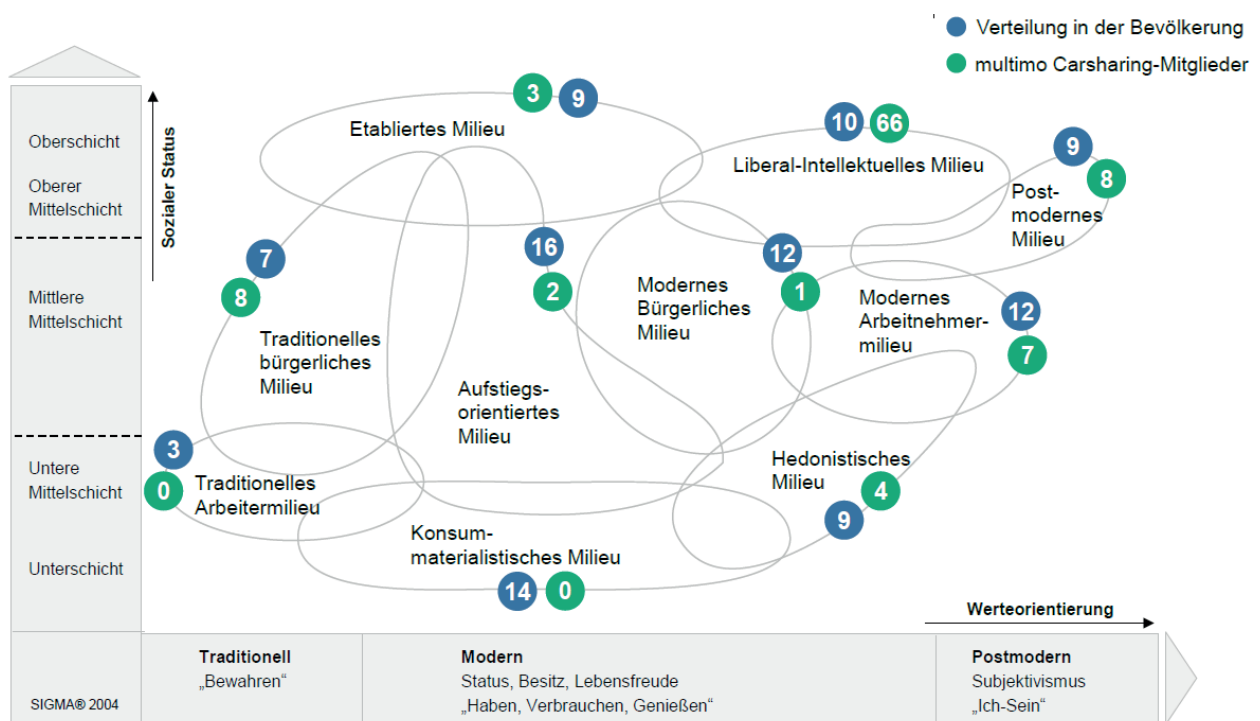 Verteilung in der Bevölkerung
multimo Carsharing-Mitglieder
Sozialer Status
Oberschicht
Oberer
Mittelschicht
Mittlere
Mittelschicht
Untere
Mittelschicht
Unterschicht
3
9
Etabliertes Milieu
10
66
Liberal-Intellektuelles Milieu
9
8
Post-
modernes
Milieu
7
8
Traditionelles
bürgerliches
Milieu
16
2
Aufstiegs-
orientiertes
Milieu
12
1
Modernes
Bürgerliches
Milieu
12
7
Modernes
Arbeitnehmer-
milieu
3
0
Traditionelles
Arbeitermilieu
Hedonistisches
Milieu
4
9
Konsum-
materialistisches Milieu
14
0
Werteorientierung
Traditionell
„Bewahren“
Modern
Status, Besitz, Lebensfreude
„Haben, Verbrauchen, Genießen“
Postmodern
Subjektivismus
„Ich-Sein“
SIGMA® 2004